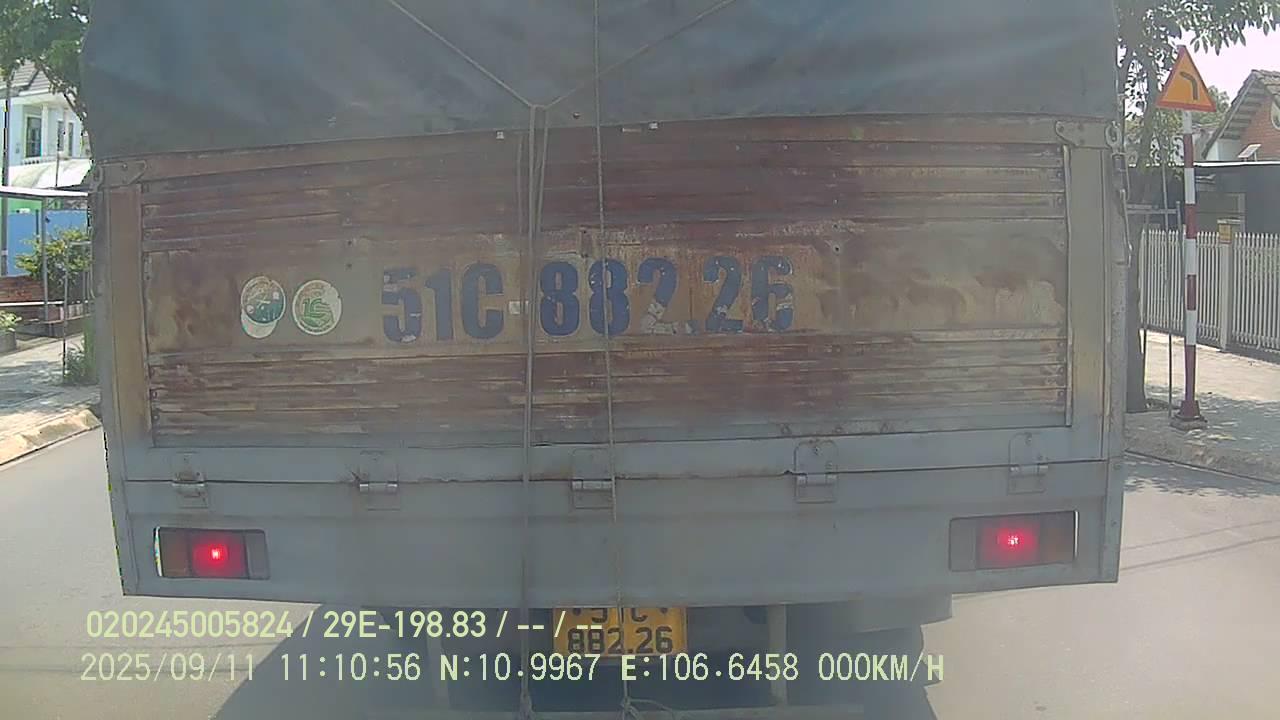 51C 882.26
51C
882.26
020245005824 / 29E-198.83 / -- / --
2025/09/11 11:10:56 N:10.9967 E:106.6458 000KM/H